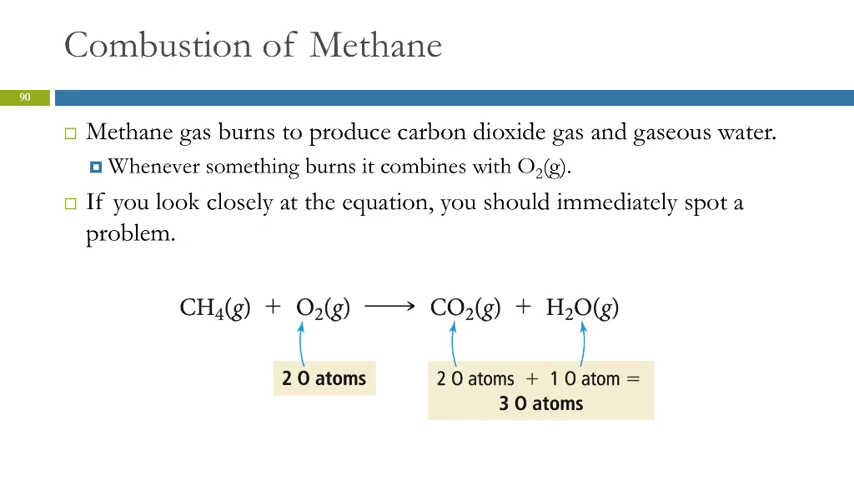 Combustion of Methane
90
Methane gas burns to produce carbon dioxide gas and gaseous water.
Whenever something burns it combines with O₂(g).
If you look closely at the equation, you should immediately spot a
problem.
CH₄(g) + O₂(g) ⟶ CO₂(g) + H₂O(g)
2 O atoms
2 O atoms + 1 O atom =
3 O atoms